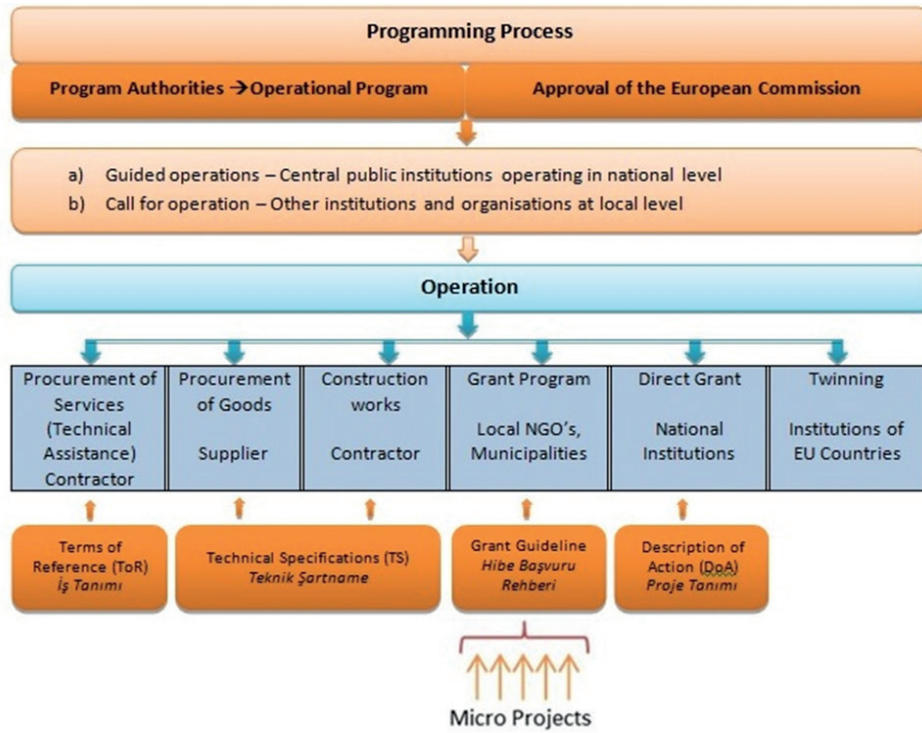 Programming Process
Program Authorities →Operational Program
Approval of the European Commission
a) Guided operations – Central public institutions operating in national level
b) Call for operation – Other institutions and organisations at local level
Operation
Procurement of
Services
(Technical
Assistance)
Contractor
Procurement
of Goods
Supplier
Construction
works
Contractor
Grant Program
Local NGO's,
Municipalities
Direct Grant
National
Institutions
Twinning
Institutions of
EU Countries
Terms of
Reference (ToR)
İş Tanımı
Technical Specifications (TS)
Teknik Şartname
Grant Guideline
Hibe Başvuru
Rehberi
Description of
Action (DoA)
Proje Tanımı
Micro Projects